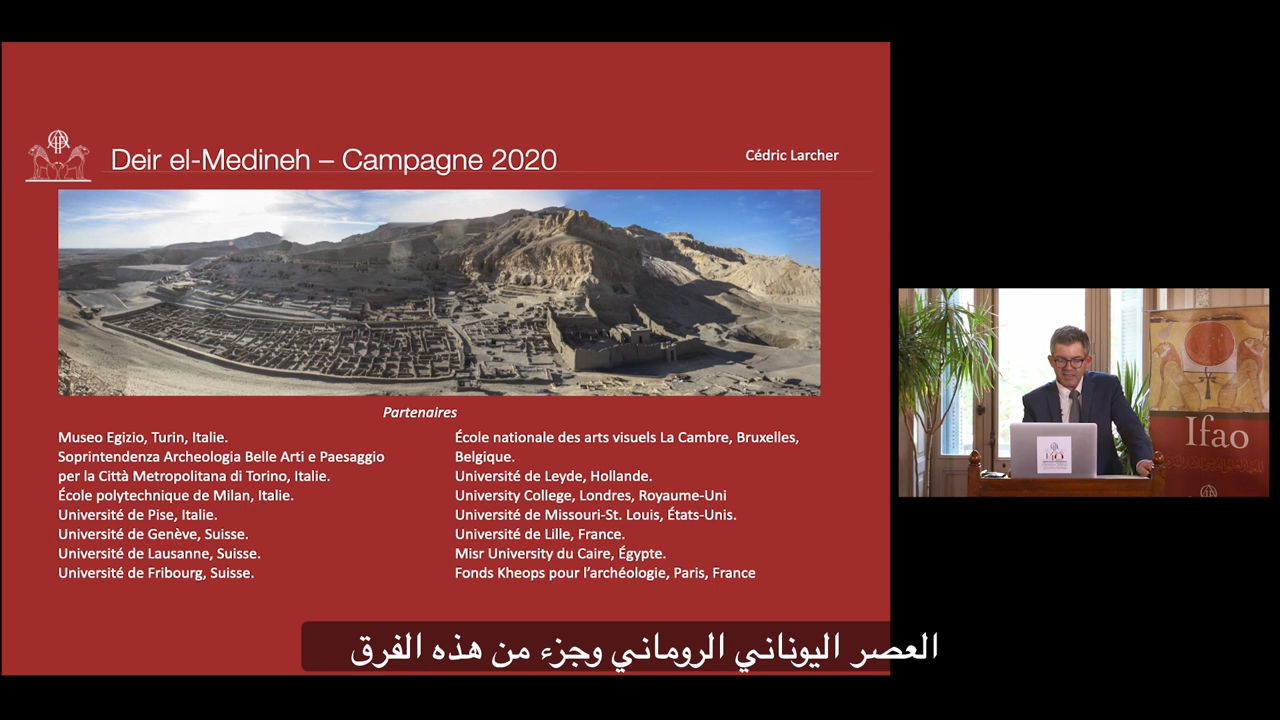 Deir el-Medineh – Campagne 2020
Cédric Larcher
Partenaires
Museo Egizio, Turin, Italie.
Soprintendenza Archeologia Belle Arti e Paesaggio
per la Città Metropolitana di Torino, Italie.
École polytechnique de Milan, Italie.
Université de Pise, Italie.
Université de Genève, Suisse.
Université de Lausanne, Suisse.
Université de Fribourg, Suisse.
École nationale des arts visuels La Cambre, Bruxelles,
Belgique.
Université de Leyde, Hollande.
University College, Londres, Royaume-Uni
Université de Missouri-St. Louis, États-Unis.
Université de Lille, France.
Misr University du Caire, Égypte.
Fonds Kheops pour l’archéologie, Paris, France
Ifao
العصر اليوناني الروماني وجزء من هذه الفرق